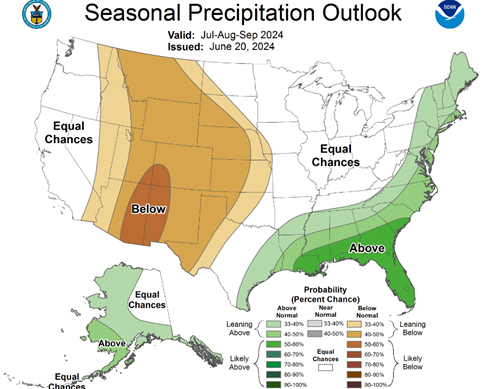 Seasonal Precipitation Outlook
NOAA
Valid: Jul-Aug-Sep 2024
Issued: June 20, 2024
Equal
Chances
Equal
Chances
Below
Above
Equal
Chances
Above
Equal
Chances
Probability
(Percent Chance)
Above
Normal
Near
Normal
Below
Normal
Leaning
Above
33-40%
40-50%
33-40%
40-50%
33-40%
40-50%
Leaning
Below
Likely
Above
50-60%
60-70%
70-80%
80-90%
90-100%
Equal
Chances
50-60%
60-70%
70-80%
80-90%
90-100%
Likely
Below